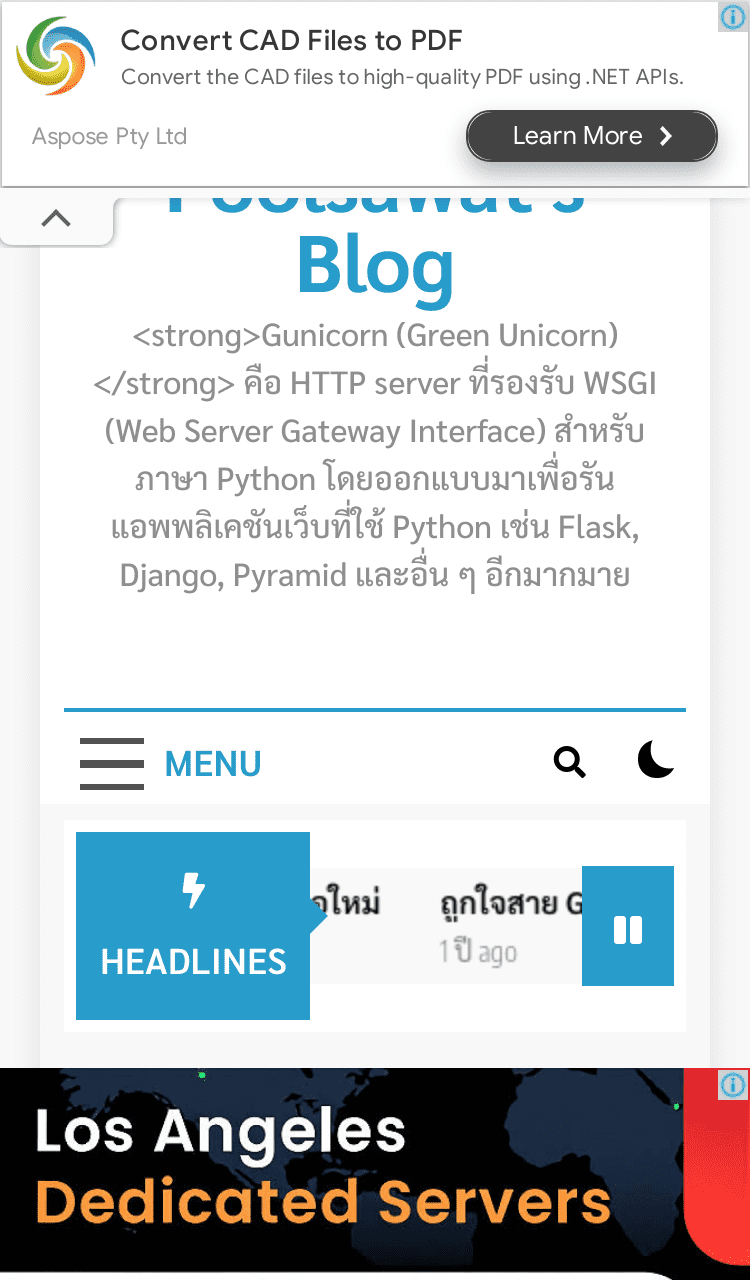 Convert CAD Files to PDF
Convert the CAD files to high-quality PDF using .NET APIs.
Aspose Pty Ltd
Learn More
Blog
<strong>Gunicorn (Green Unicorn)
</strong> คือ HTTP server ที่รองรับ WSGI
(Web Server Gateway Interface) สำหรับ
ภาษา Python โดยออกแบบมาเพื่อรัน
แอพพลิเคชันเว็บที่ใช้ Python เช่น Flask,
Django, Pyramid และอื่น ๆ อีกมากมาย
MENU
HEADLINES
ใหม่
ถูกใจสาย G
1 ปี ago
Los Angeles
Dedicated Servers